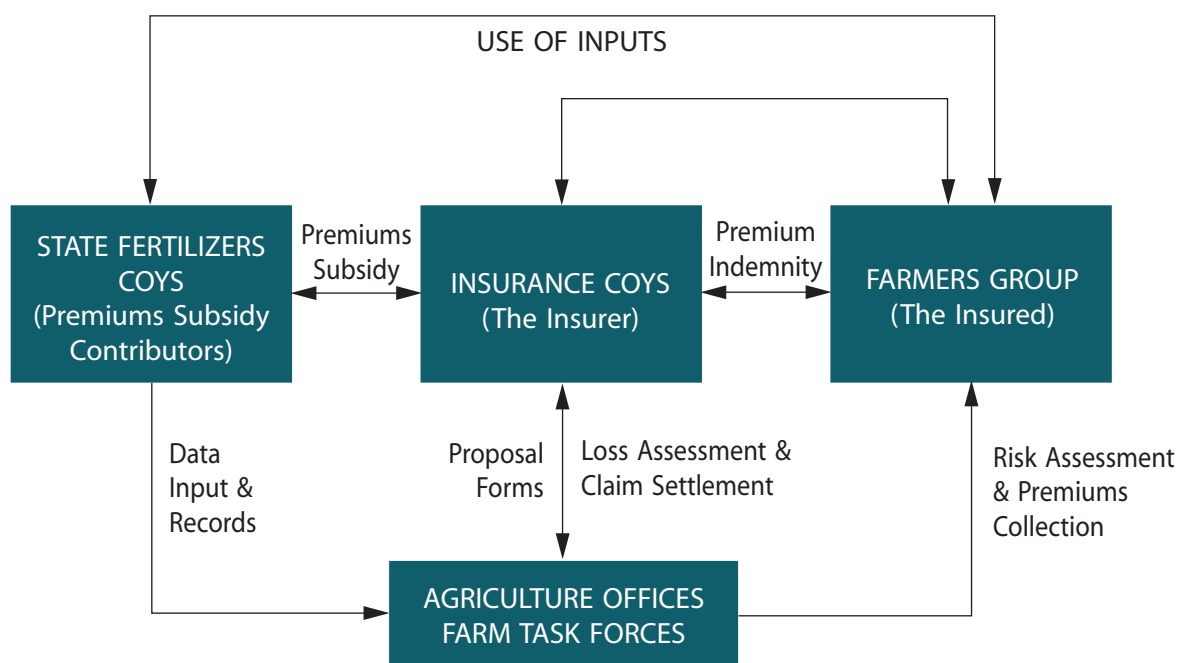 USE OF INPUTS
STATE FERTILIZERS
COYS
(Premiums Subsidy
Contributors)
Premiums
Subsidy
INSURANCE COYS
(The Insurer)
Premium
Indemnity
FARMERS GROUP
(The Insured)
Data
Input &
Records
Proposal
Forms
Loss Assessment &
Claim Settlement
Risk Assessment
& Premiums
Collection
AGRICULTURE OFFICES
FARM TASK FORCES